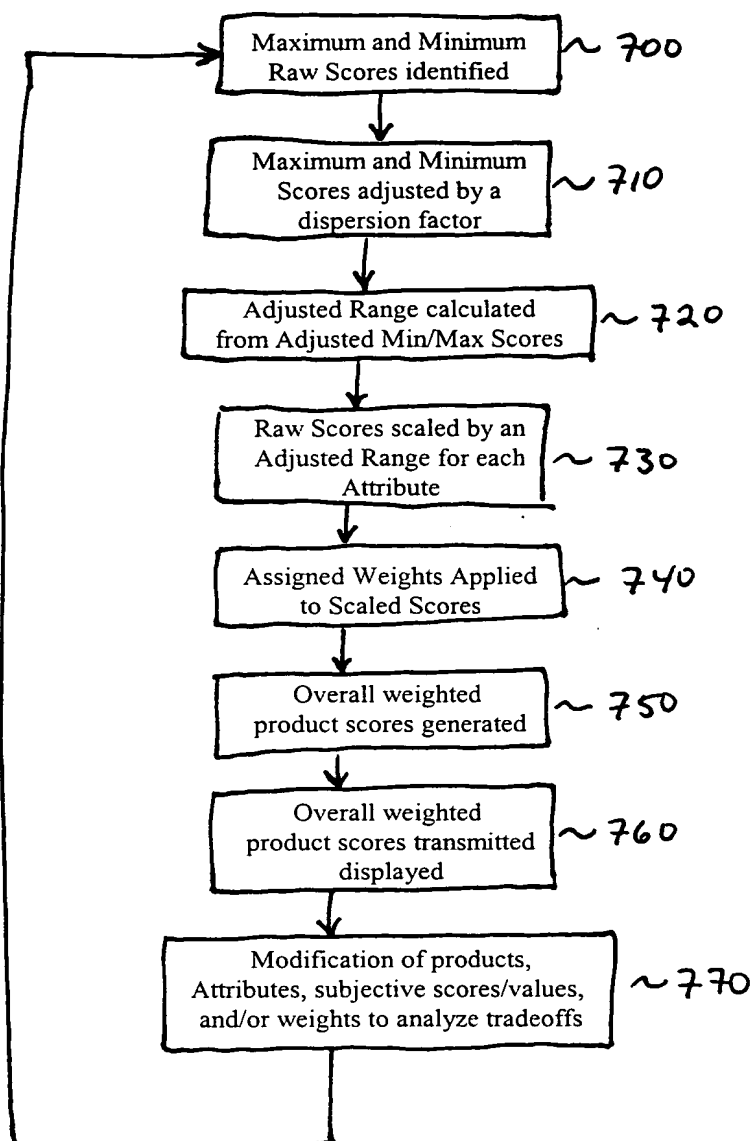 Maximum and Minimum
Raw Scores identified
~ 700
Maximum and Minimum
Scores adjusted by a
dispersion factor
~ 710
Adjusted Range calculated
from Adjusted Min/Max Scores
~ 720
Raw Scores scaled by an
Adjusted Range for each
Attribute
~ 730
Assigned Weights Applied
to Scaled Scores
~ 740
Overall weighted
product scores generated
~ 750
Overall weighted
product scores transmitted
displayed
~ 760
Modification of products,
Attributes, subjective scores/values,
and/or weights to analyze tradeoffs
~ 770